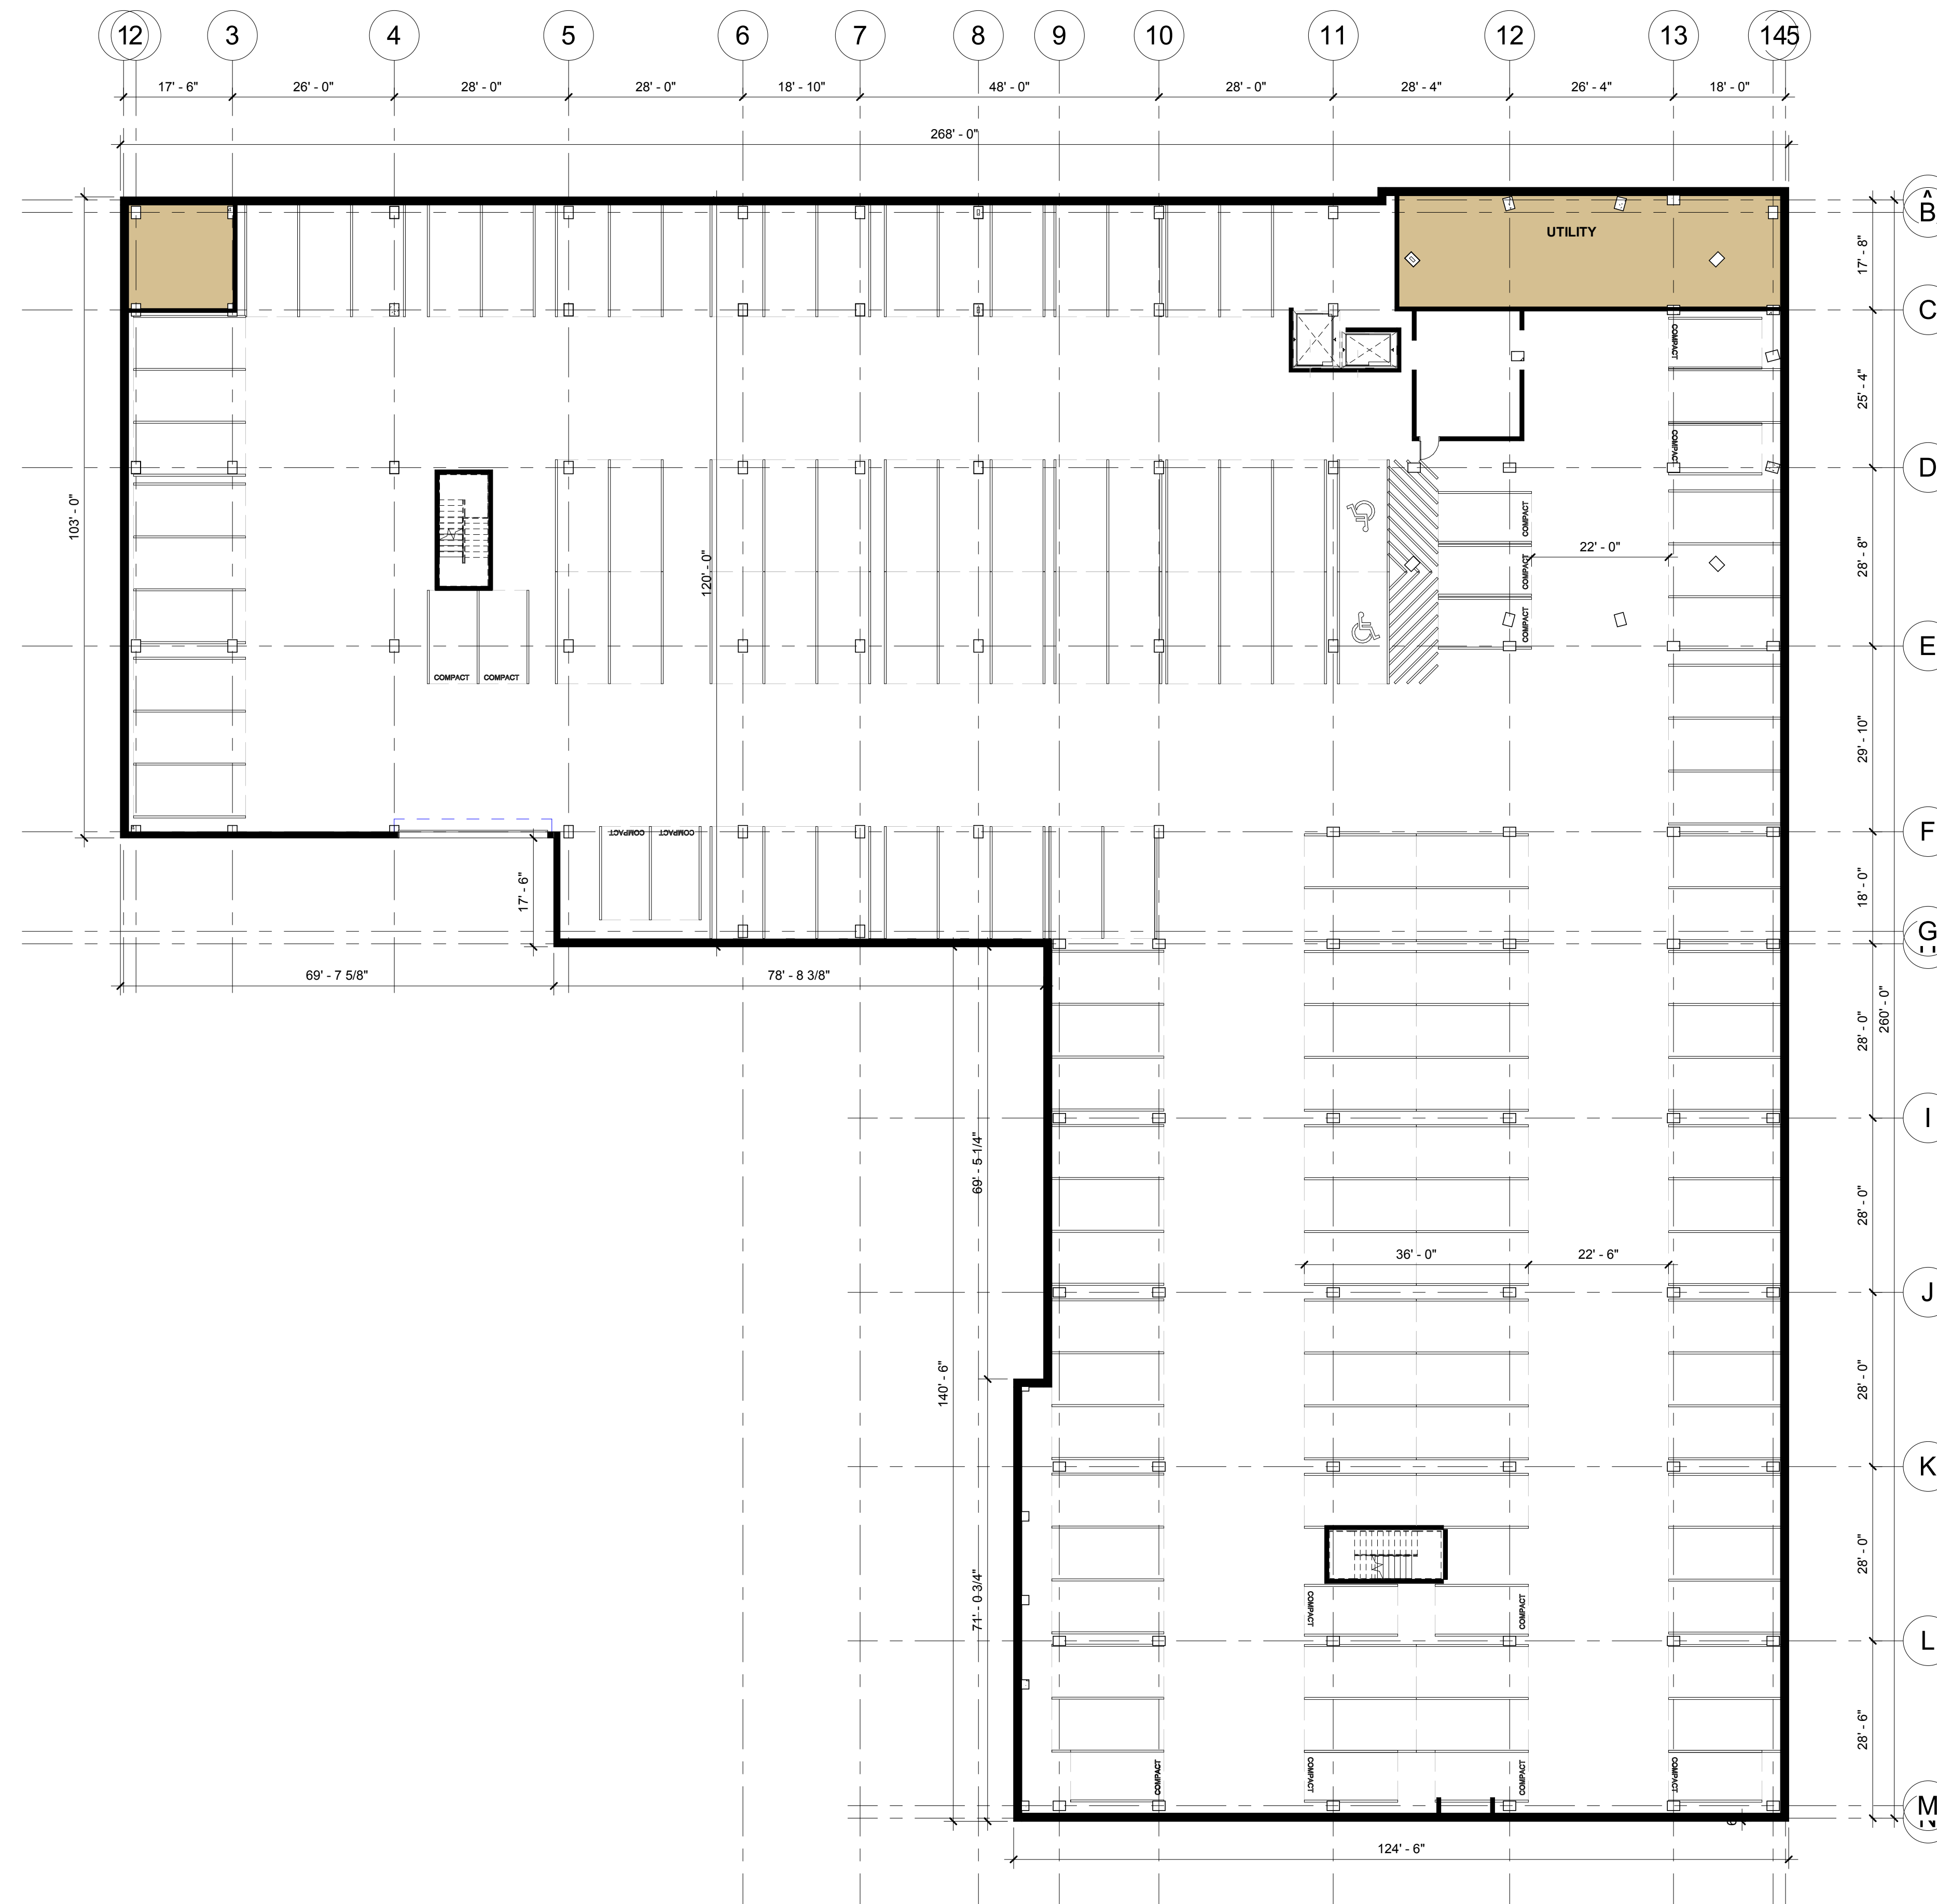 12 3 4 5 6 7 8 9 10 11 12 13 145
17' - 6" 26' - 0" 28' - 0" 28' - 0" 18' - 10" 48' - 0" 28' - 0" 28' - 4" 26' - 4" 18' - 0"
268' - 0"
B
UTILITY
17' - 8"
C
COMPACT
25' - 4"
COMPACT
D
103' - 0"
COMPACT
120' - 0"
22' - 0"
28' - 8"
COMPACT
COMPACT
E
COMPACT COMPACT
29' - 10"
COMPACT COMPACT
F
17' - 6"
18' - 0"
G
69' - 7 5/8" 78' - 8 3/8"
28' - 0"
260' - 0"
I
69' - 5 1/4"
28' - 0"
36' - 0" 22' - 6"
J
140' - 6"
28' - 0"
K
28' - 0"
71' - 0 3/4"
COMPACT COMPACT
L
28' - 6"
COMPACT COMPACT COMPACT COMPACT
M
124' - 6"